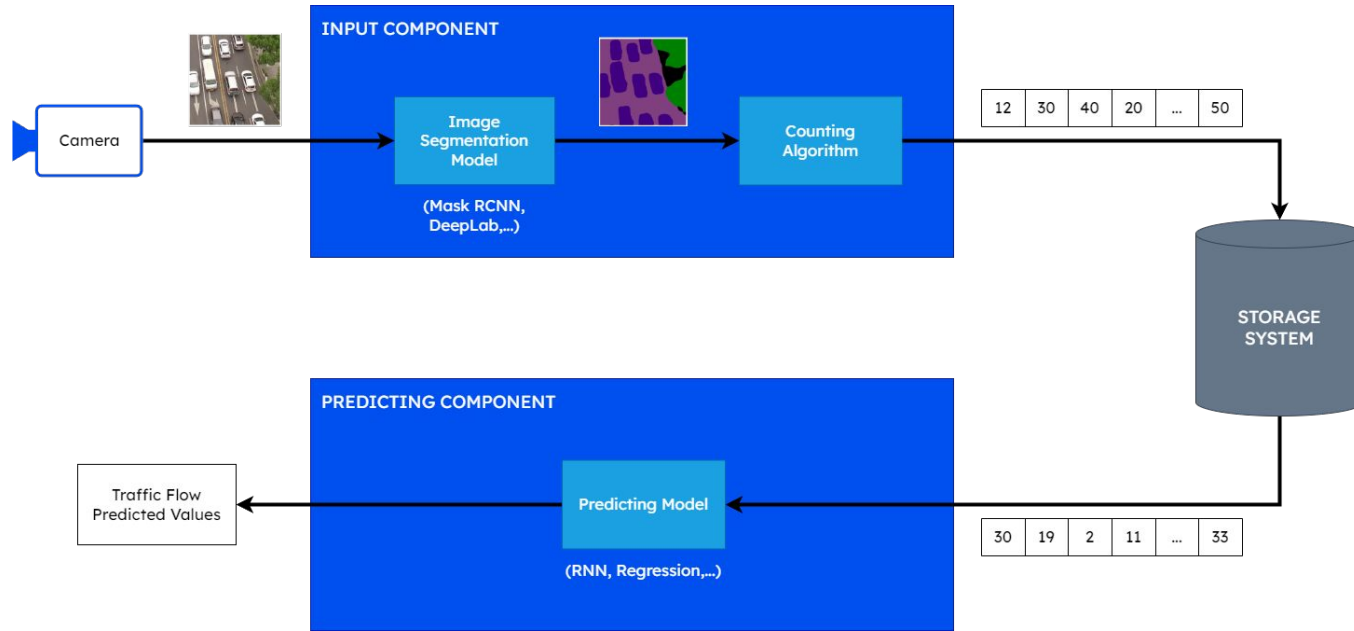 INPUT COMPONENT
Camera
Image
Segmentation
Model
(Mask RCNN,
DeepLab,...)
Counting
Algorithm
12 30 40 20 ... 50
STORAGE
SYSTEM
PREDICTING COMPONENT
Traffic Flow
Predicted Values
Predicting Model
(RNN, Regression,...)
30 19 2 11 ... 33